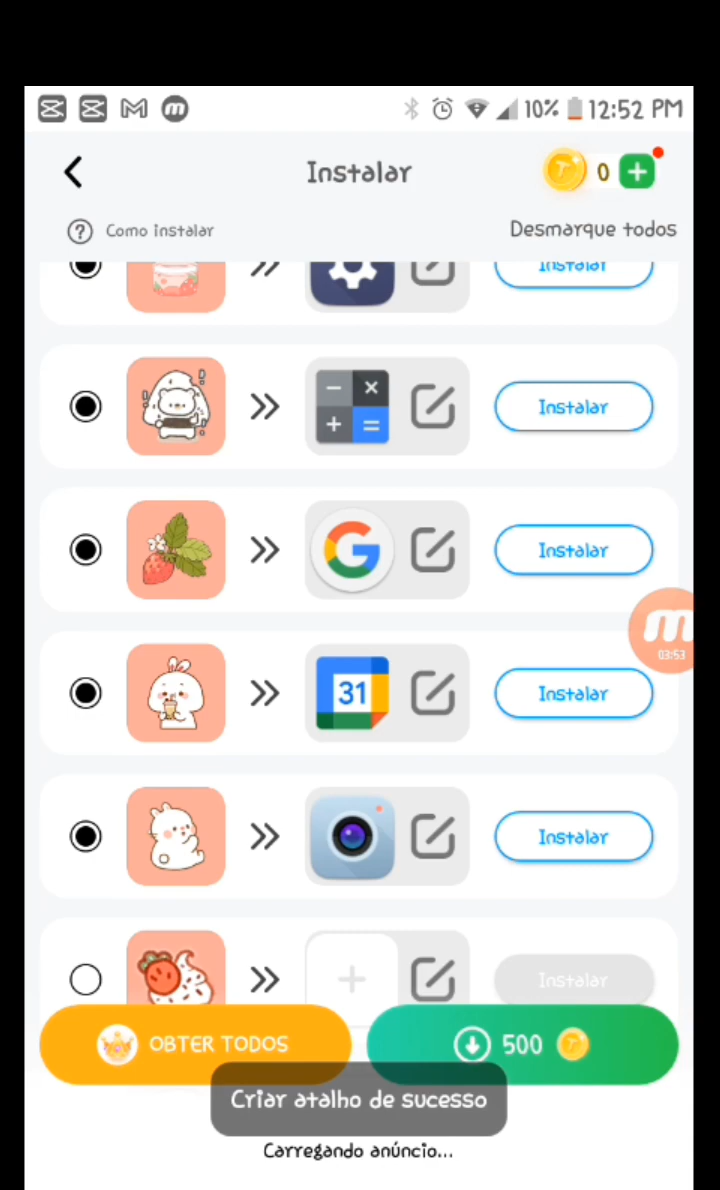 10% 12:52 PM
Instalar 0
Como instalar Desmarque todos
Instalar
Instalar
Instalar
31 Instalar
Instalar
Instalar
03:53
OBTER TODOS 500
Criar atalho de sucesso
Carregando anúncio...